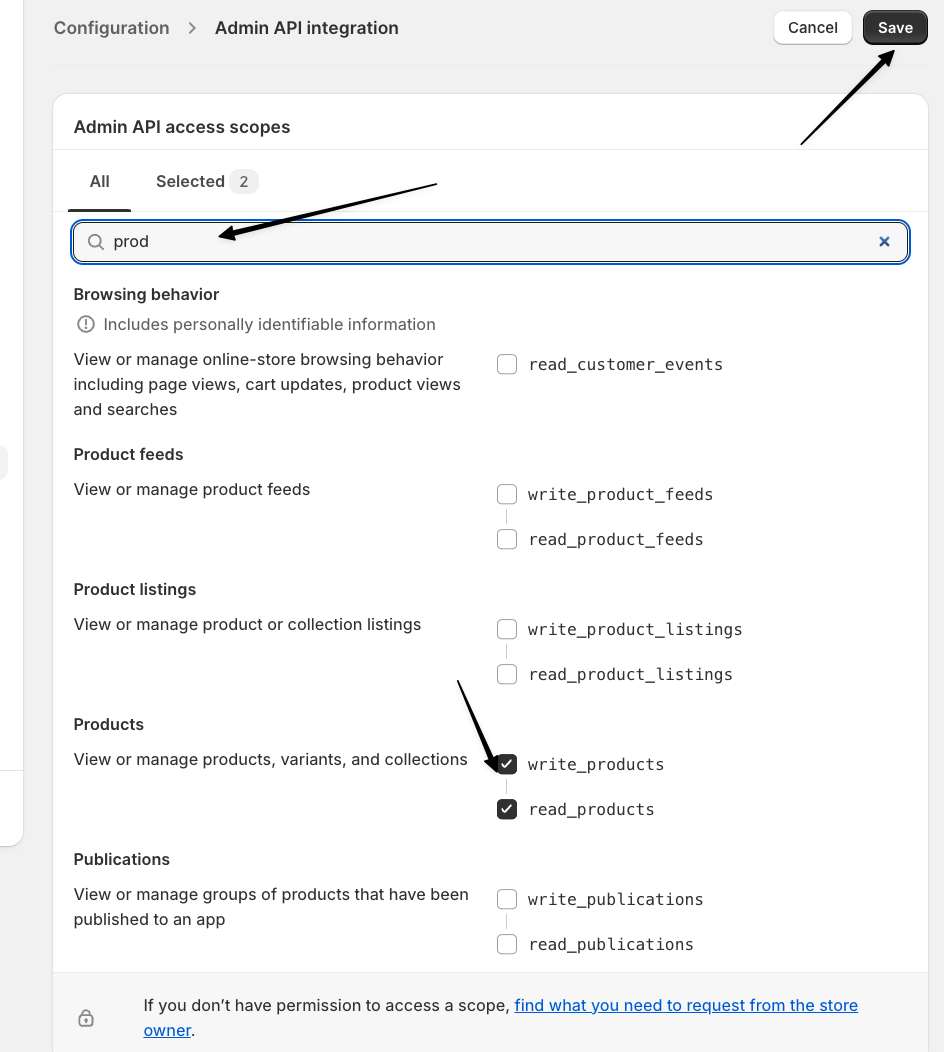 Configuration > Admin API integration
Cancel
Save
Admin API access scopes
All
Selected 2
prod
Browsing behavior
Includes personally identifiable information
View or manage online-store browsing behavior
including page views, cart updates, product views
and searches
read_customer_events
Product feeds
View or manage product feeds
write_product_feeds
read_product_feeds
Product listings
View or manage product or collection listings
write_product_listings
read_product_listings
Products
View or manage products, variants, and collections
write_products
read_products
Publications
View or manage groups of products that have been
published to an app
write_publications
read_publications
If you don’t have permission to access a scope, find what you need to request from the store
owner.